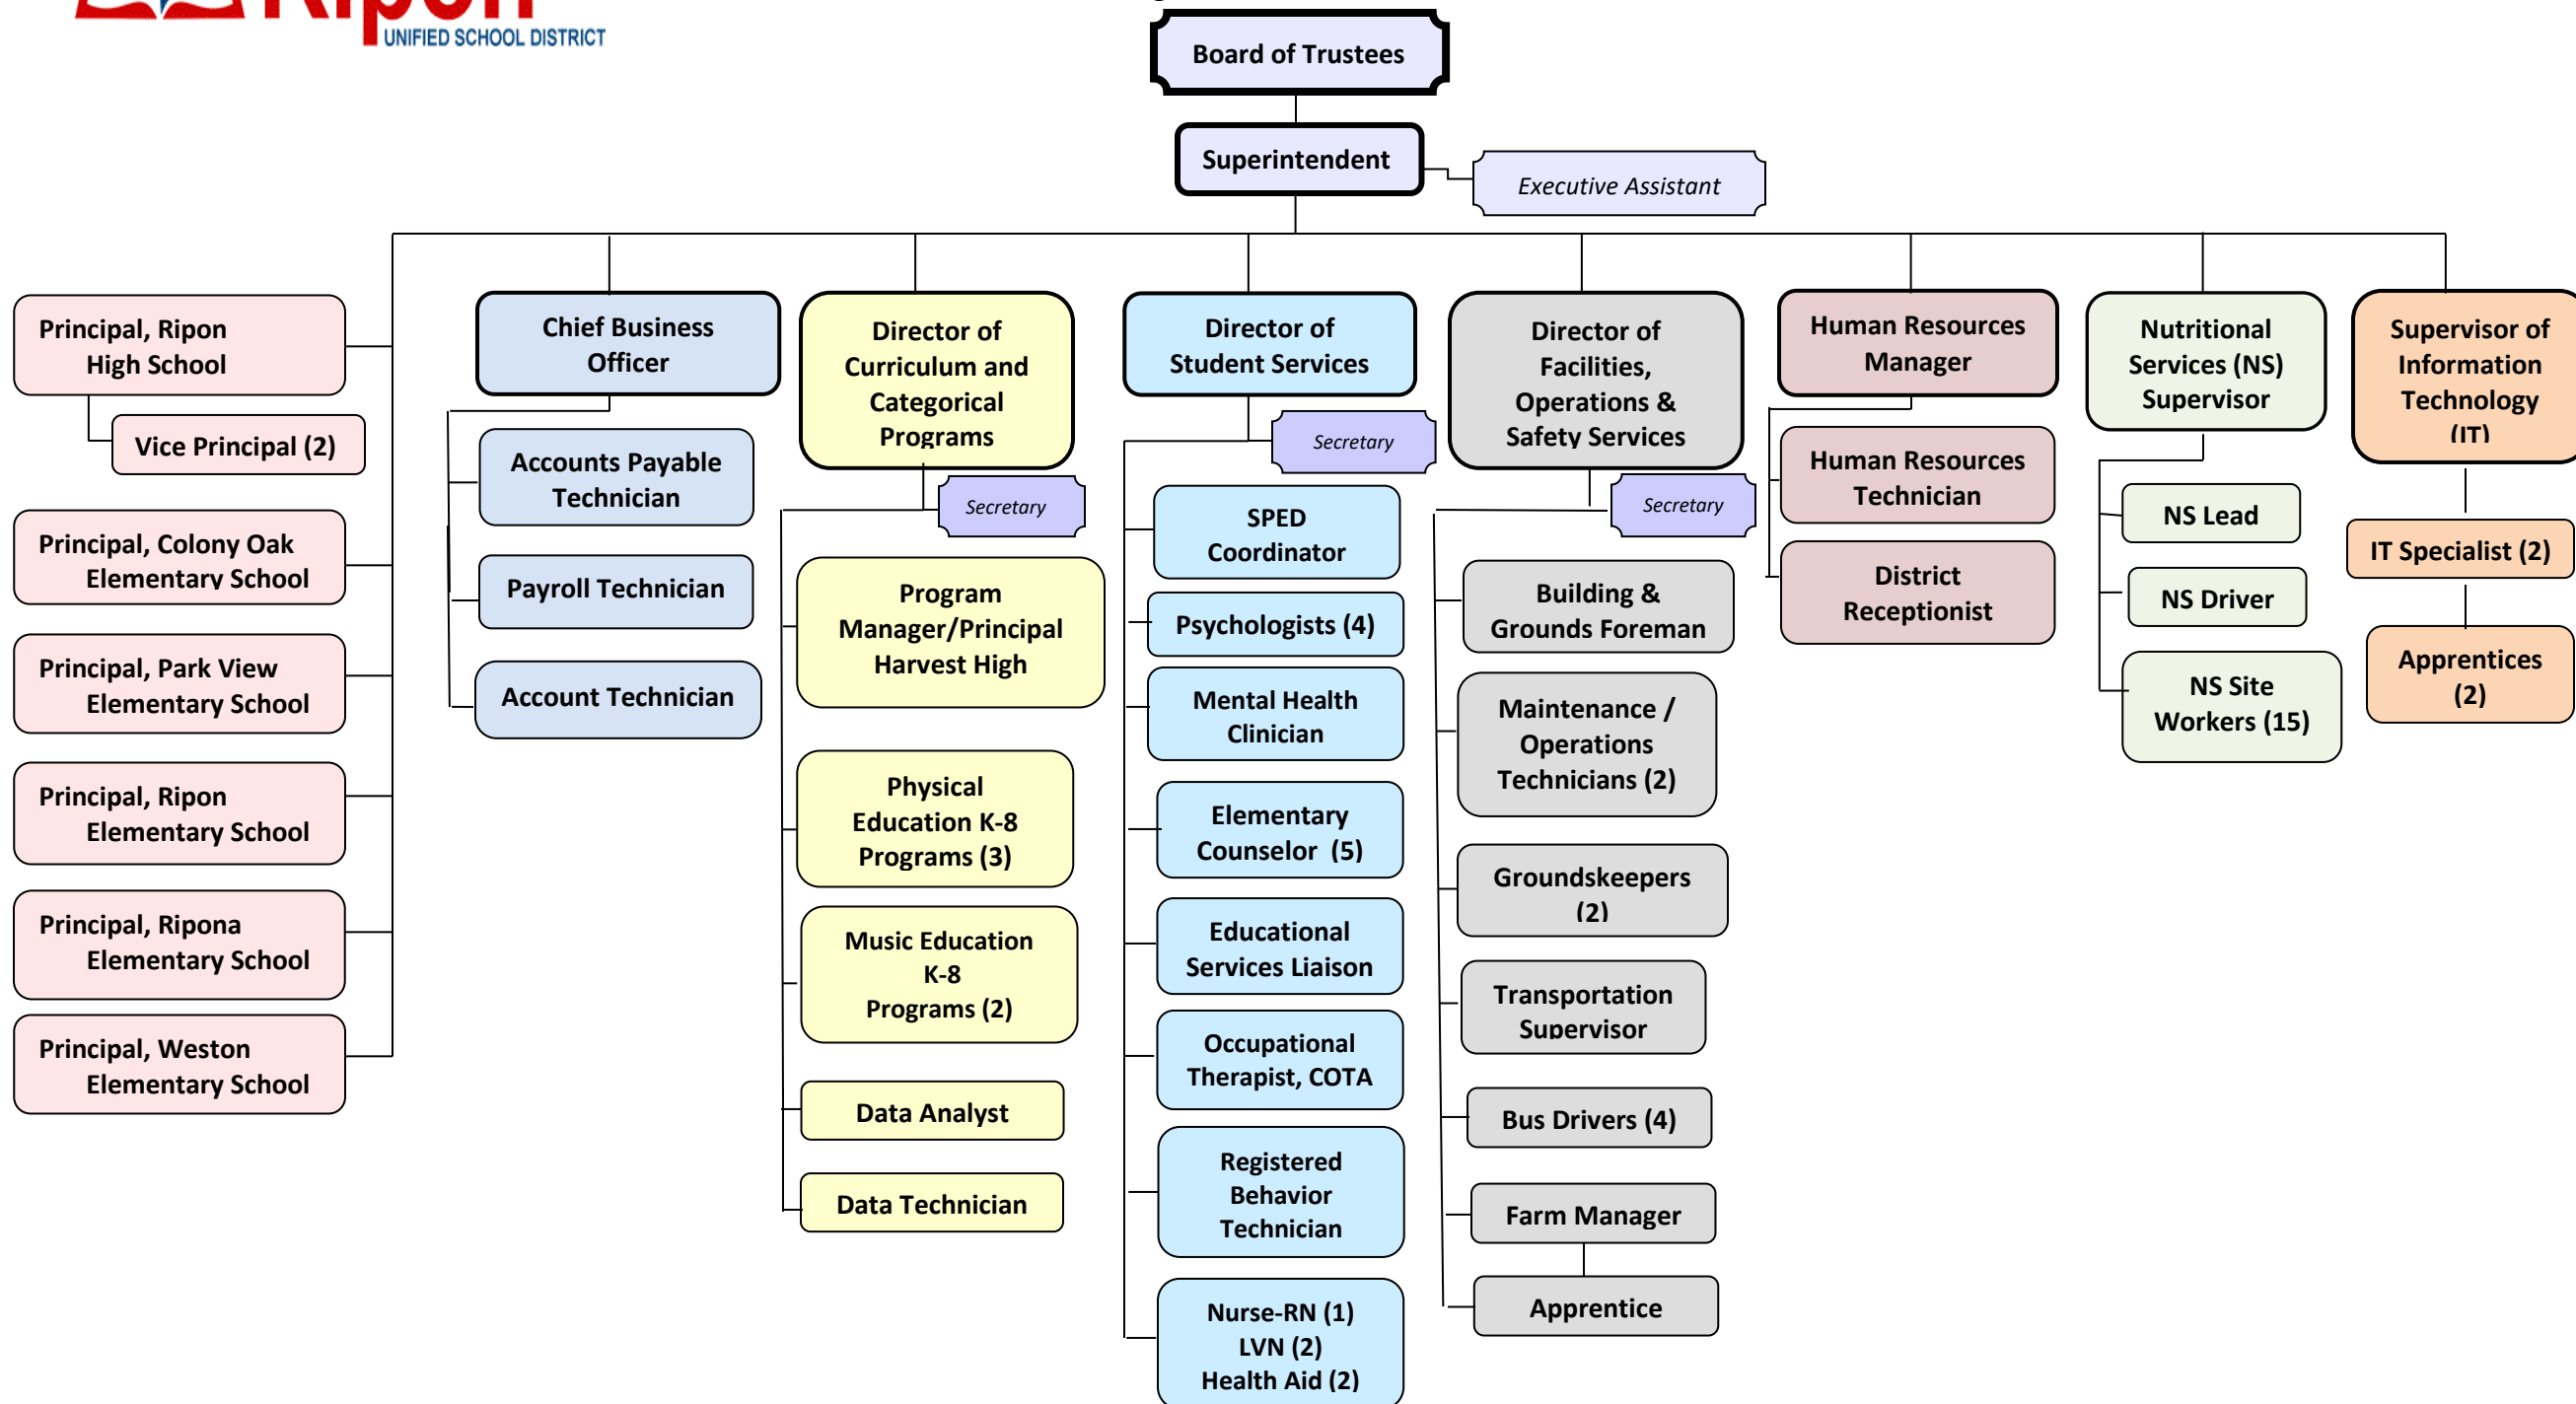 Ripon
UNIFIED SCHOOL DISTRICT
Board of Trustees
Superintendent
Executive Assistant
Principal, Ripon
High School
Vice Principal (2)
Principal, Colony Oak
Elementary School
Principal, Park View
Elementary School
Principal, Ripon
Elementary School
Principal, Ripona
Elementary School
Principal, Weston
Elementary School
Chief Business
Officer
Accounts Payable
Technician
Payroll Technician
Account Technician
Director of
Curriculum and
Categorical
Programs
Secretary
Program
Manager/Principal
Harvest High
Physical
Education K-8
Programs (3)
Music Education
K-8
Programs (2)
Data Analyst
Data Technician
Director of
Student Services
Secretary
SPED
Coordinator
Psychologists (4)
Mental Health
Clinician
Elementary
Counselor (5)
Educational
Services Liaison
Occupational
Therapist, COTA
Registered
Behavior
Technician
Nurse-RN (1)
LVN (2)
Health Aid (2)
Director of
Facilities,
Operations &
Safety Services
Secretary
Building &
Grounds Foreman
Maintenance /
Operations
Technicians (2)
Groundskeepers
(2)
Transportation
Supervisor
Bus Drivers (4)
Farm Manager
Apprentice
Human Resources
Manager
Human Resources
Technician
District
Receptionist
Nutritional
Services (NS)
Supervisor
NS Lead
NS Driver
NS Site
Workers (15)
Supervisor of
Information
Technology
(IT)
IT Specialist (2)
Apprentices
(2)